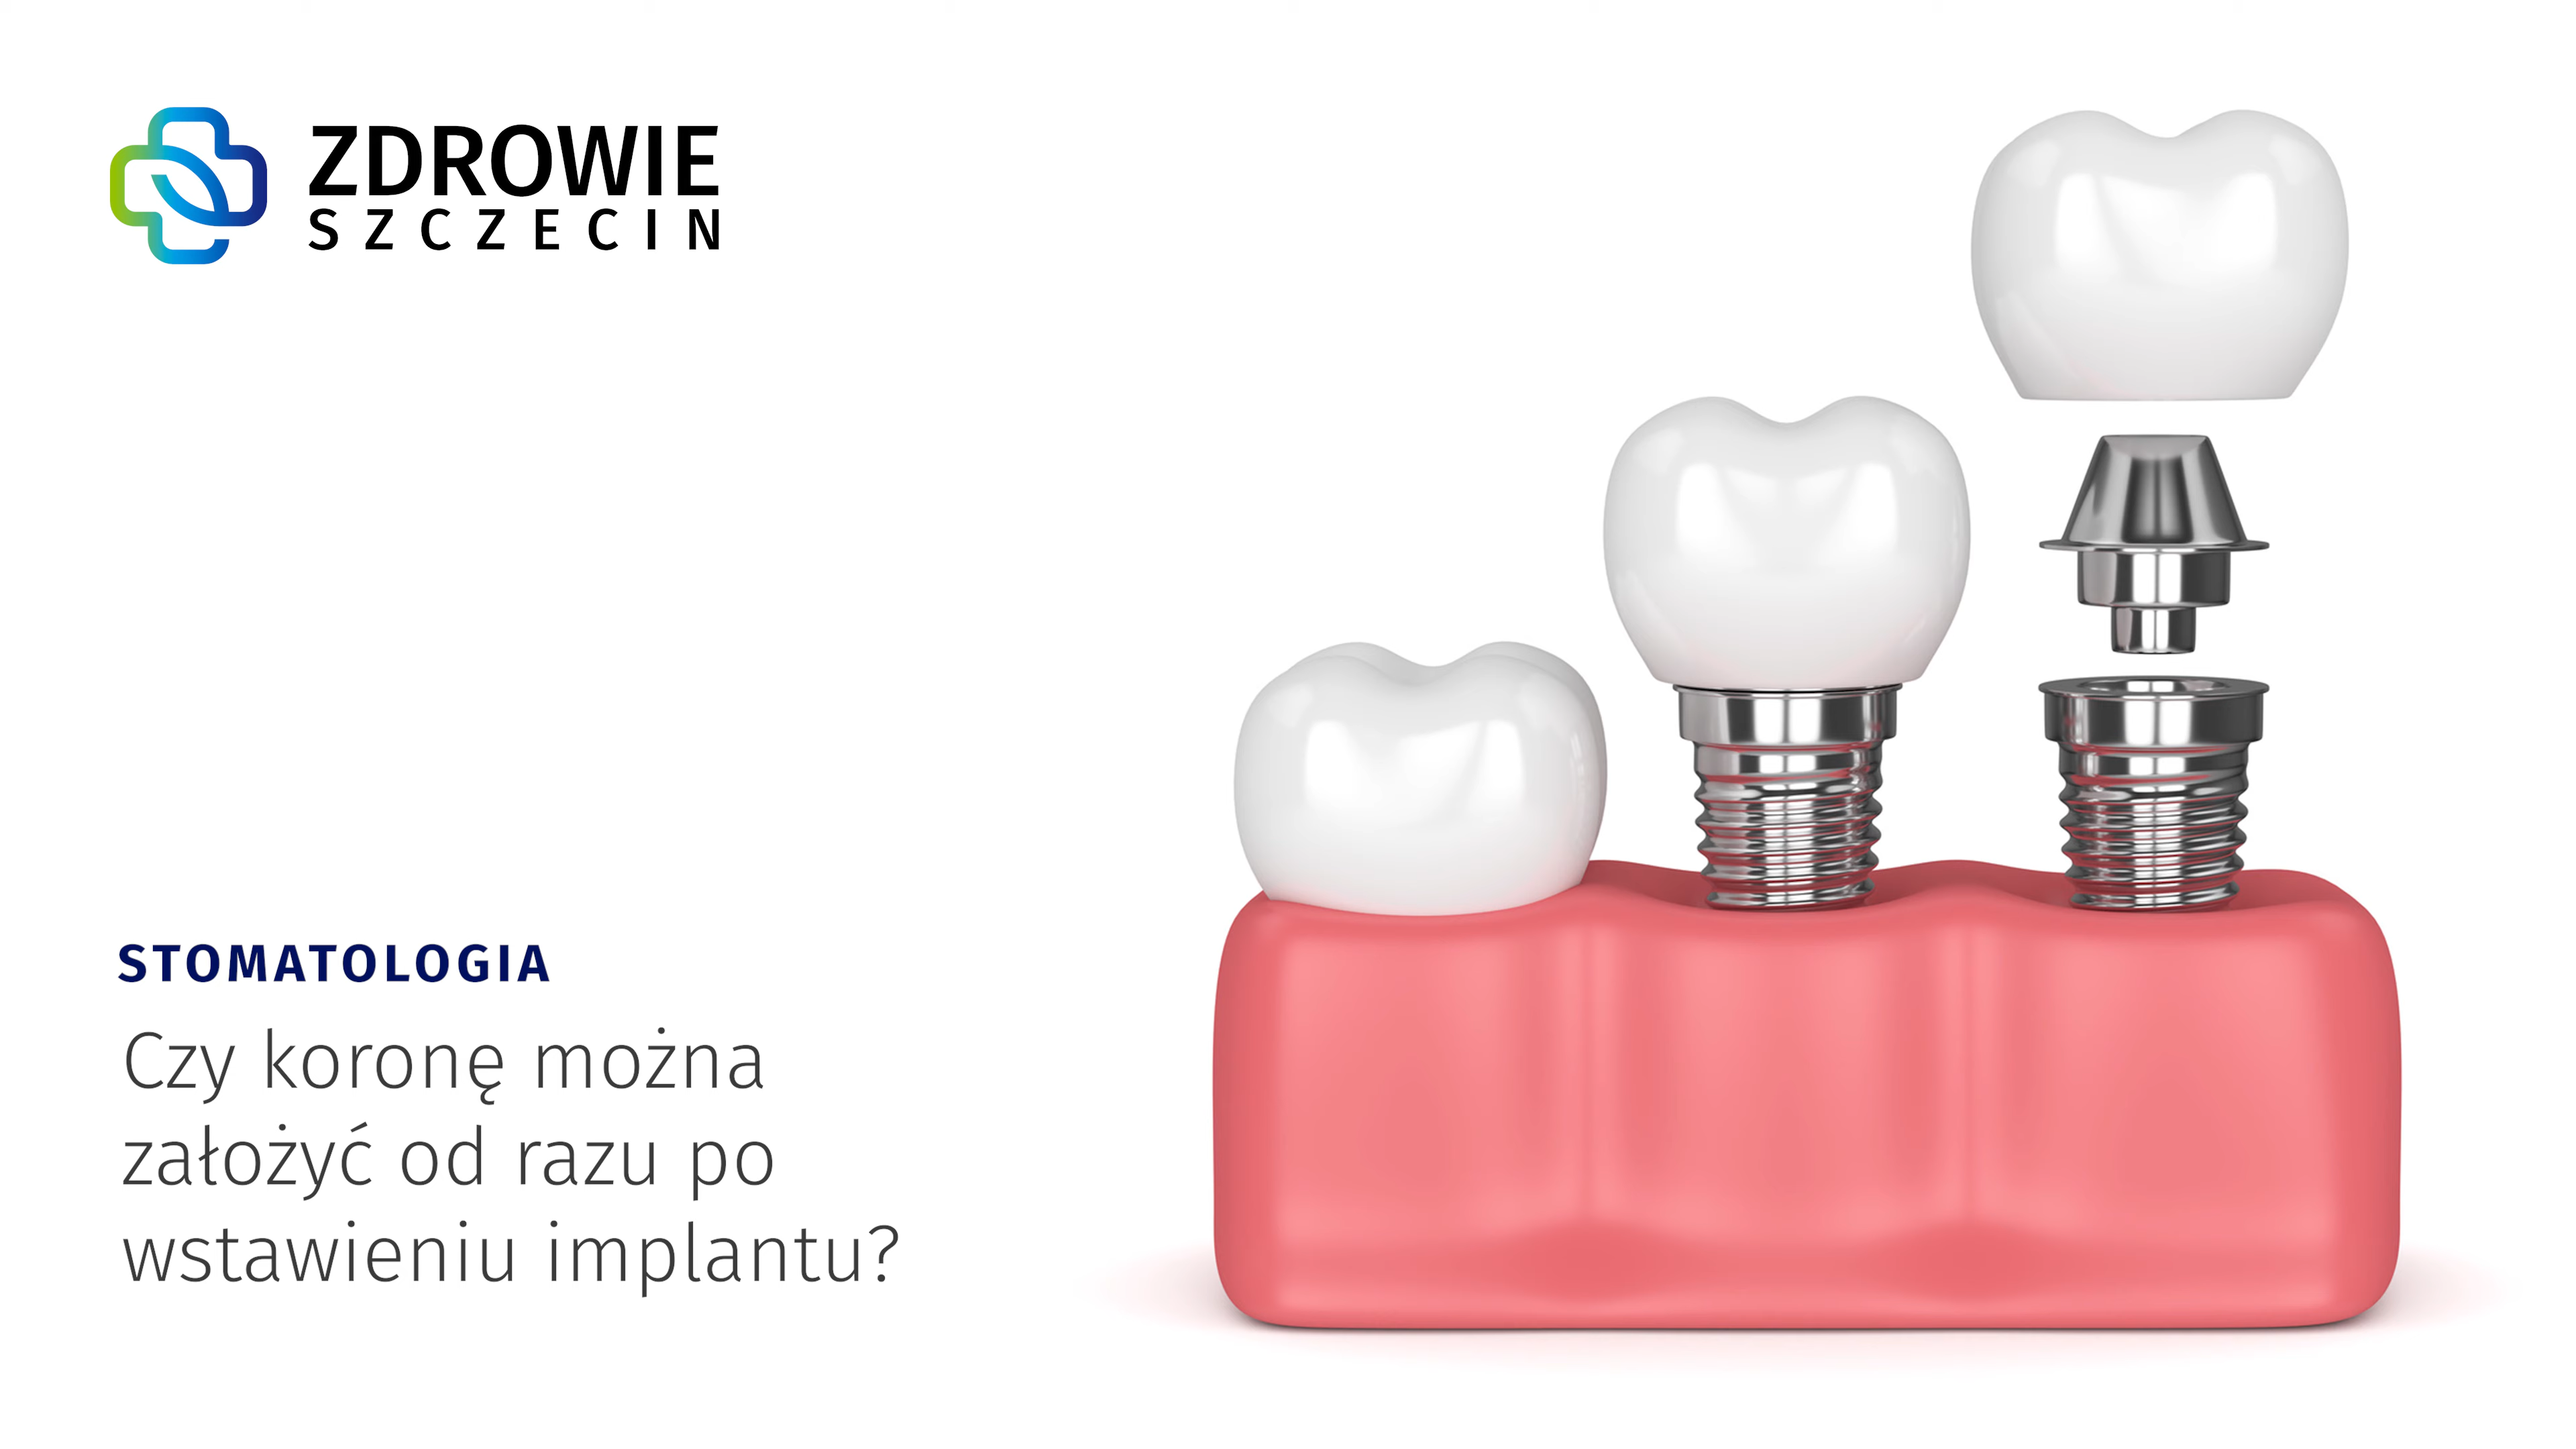 ZDROWIE
SZCZECIN
STOMATOLOGIA
Czy koronę można
założyć od razu po
wstawieniu implantu?